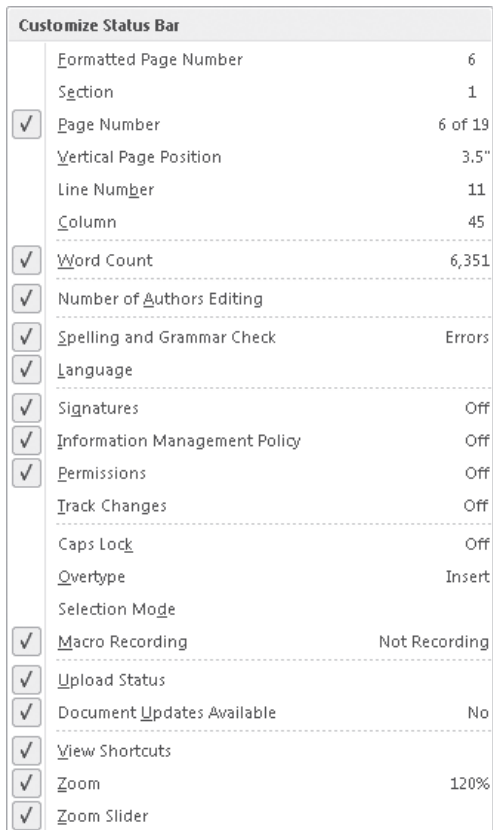 Customize Status Bar
Formatted Page Number 6
Section 1
Page Number 6 of 19
Vertical Page Position 3.5"
Line Number 11
Column 45
Word Count 6,351
Number of Authors Editing
Spelling and Grammar Check Errors
Language
Signatures Off
Information Management Policy Off
Permissions Off
Track Changes Off
Caps Lock Off
Overtype Insert
Selection Mode
Macro Recording Not Recording
Upload Status
Document Updates Available No
View Shortcuts
Zoom 120%
Zoom Slider